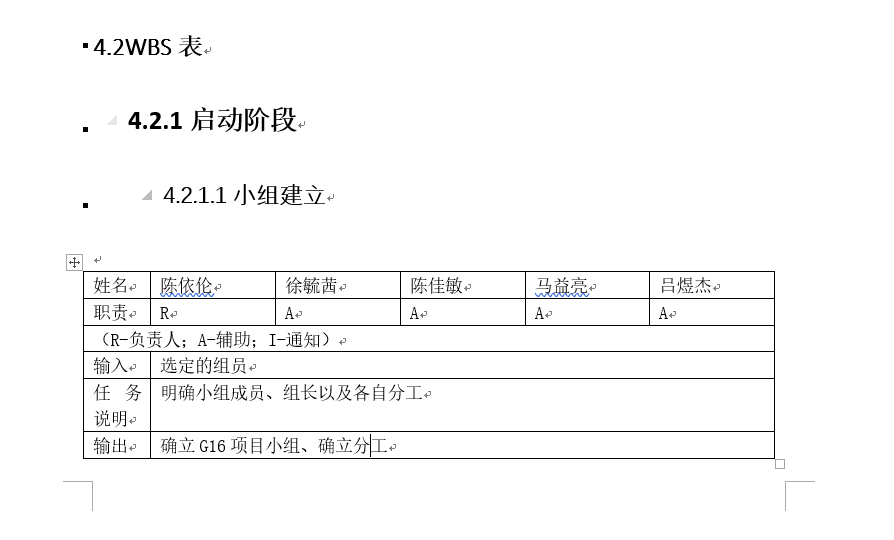 4.2WBS 表
4.2.1 启动阶段
4.2.1.1 小组建立
姓名 陈依伦 徐毓茜 陈佳敏 马益亮 吕煜杰
职责 R A A A A
（R-负责人；A-辅助；I-通知）
输入 选定的组员
任务 明确小组成员、组长以及各自分工
说明
输出 确立 G16 项目小组、确立分工